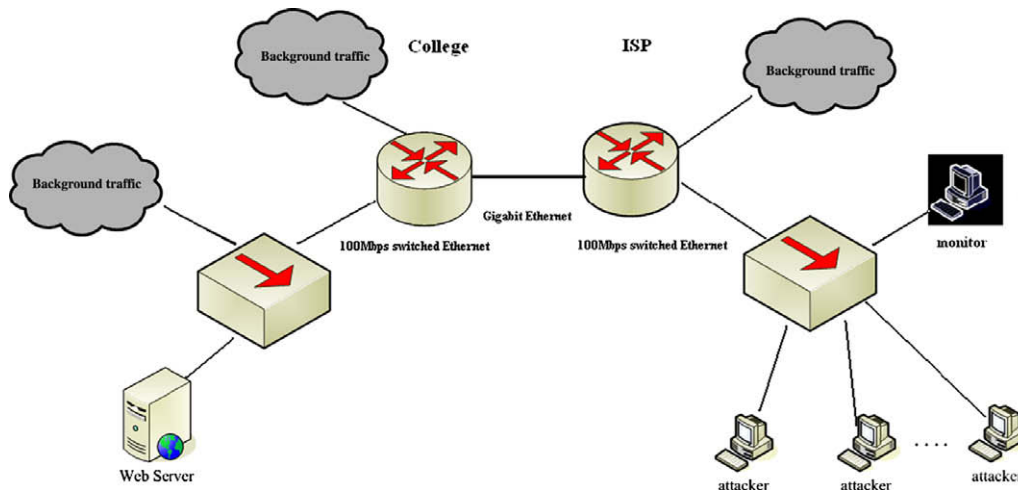 College
ISP
Background traffic
Background traffic
Background traffic
Gigabit Ethernet
100Mbps switched Ethernet
100Mbps switched Ethernet
monitor
Web Server
attacker
attacker
....
attacker